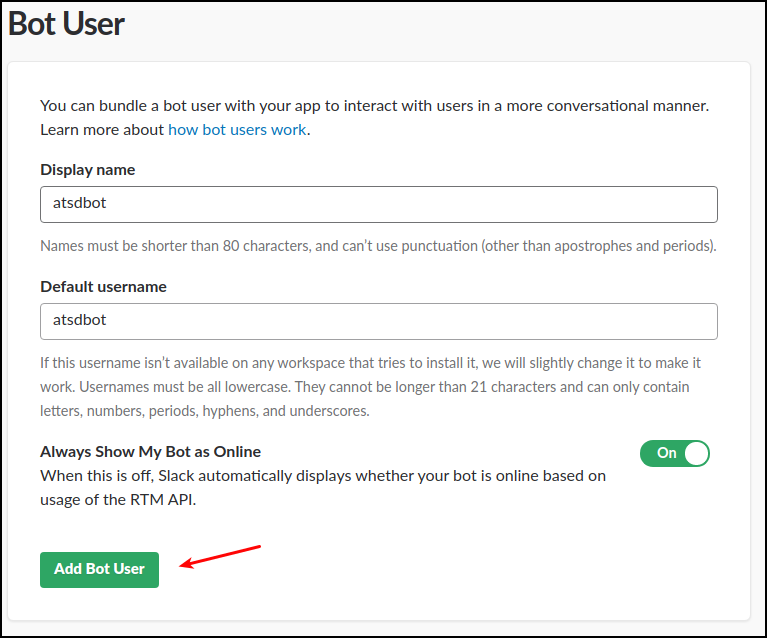 Bot User
You can bundle a bot user with your app to interact with users in a more conversational manner.
Learn more about how bot users work.
Display name
atsdbot
Names must be shorter than 80 characters, and can’t use punctuation (other than apostrophes and periods).
Default username
atsdbot
If this username isn’t available on any workspace that tries to install it, we will slightly change it to make it
work. Usernames must be all lowercase. They cannot be longer than 21 characters and can only contain
letters, numbers, periods, hyphens, and underscores.
Always Show My Bot as Online
On
When this is off, Slack automatically displays whether your bot is online based on
usage of the RTM API.
Add Bot User